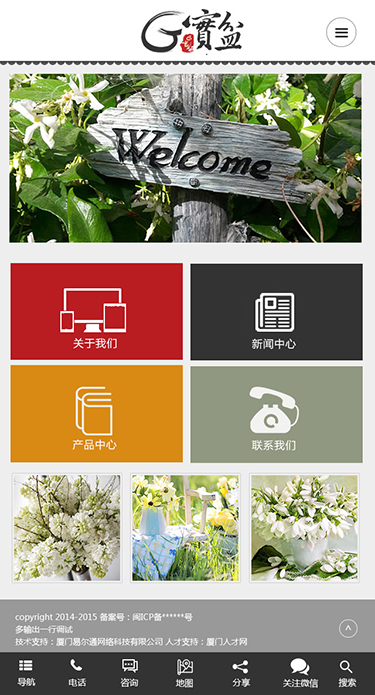 G 寶盆
Welcome
关于我们
新闻中心
产品中心
联系我们
copyright 2014-2015 备案号：闽ICP备******号
多输出一行调试
技术支持：厦门易尔通网络科技有限公司 人才支持：厦门人才网
导航 电话 咨询 地图 分享 关注微信 搜索